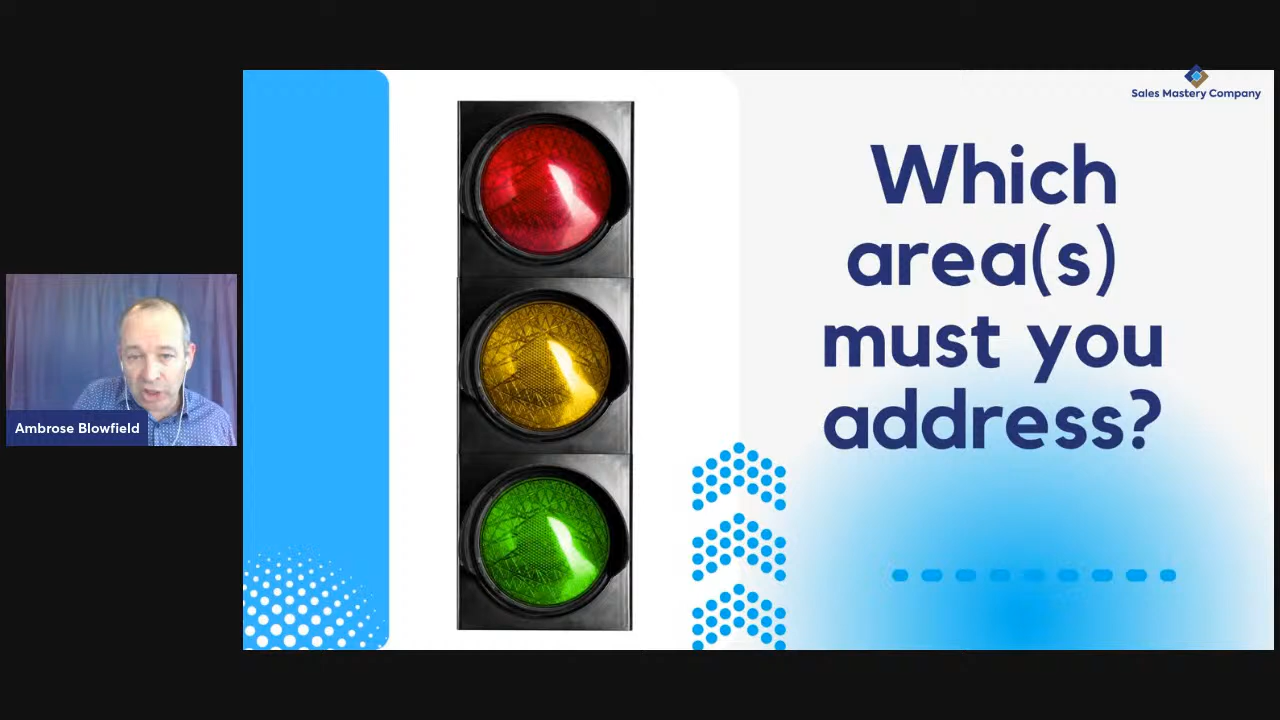 Sales Mastery Company
Which
area(s)
must you
address?
Ambrose Blowfield